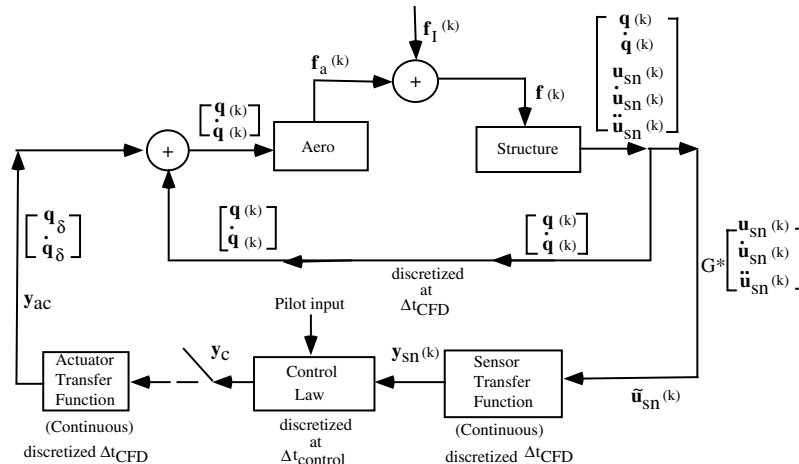 f_I^(k)
f_a^(k)
+
f^(k)
q^(k)
q̇^(k)
u_sn^(k)
u̇_sn^(k)
ü_sn^(k)
q^(k)
q̇^(k)
+
Aero
Structure
q_δ
q̇_δ
q^(k)
q̇^(k)
q^(k)
q̇^(k)
discretized
at
Δt_CFD
G*
u_sn^(k)
u̇_sn^(k)
ü_sn^(k)
y_ac
Pilot input
y_c
y_sn^(k)
Actuator
Transfer
Function
Control
Law
Sensor
Transfer
Function
ũ_sn^(k)
(Continuous)
discretized Δt_CFD
discretized
at
Δt_control
(Continuous)
discretized Δt_CFD